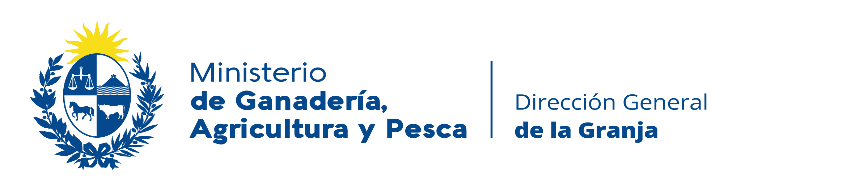 Ministerio
de Ganadería,
Agricultura y Pesca
Dirección General
de la Granja